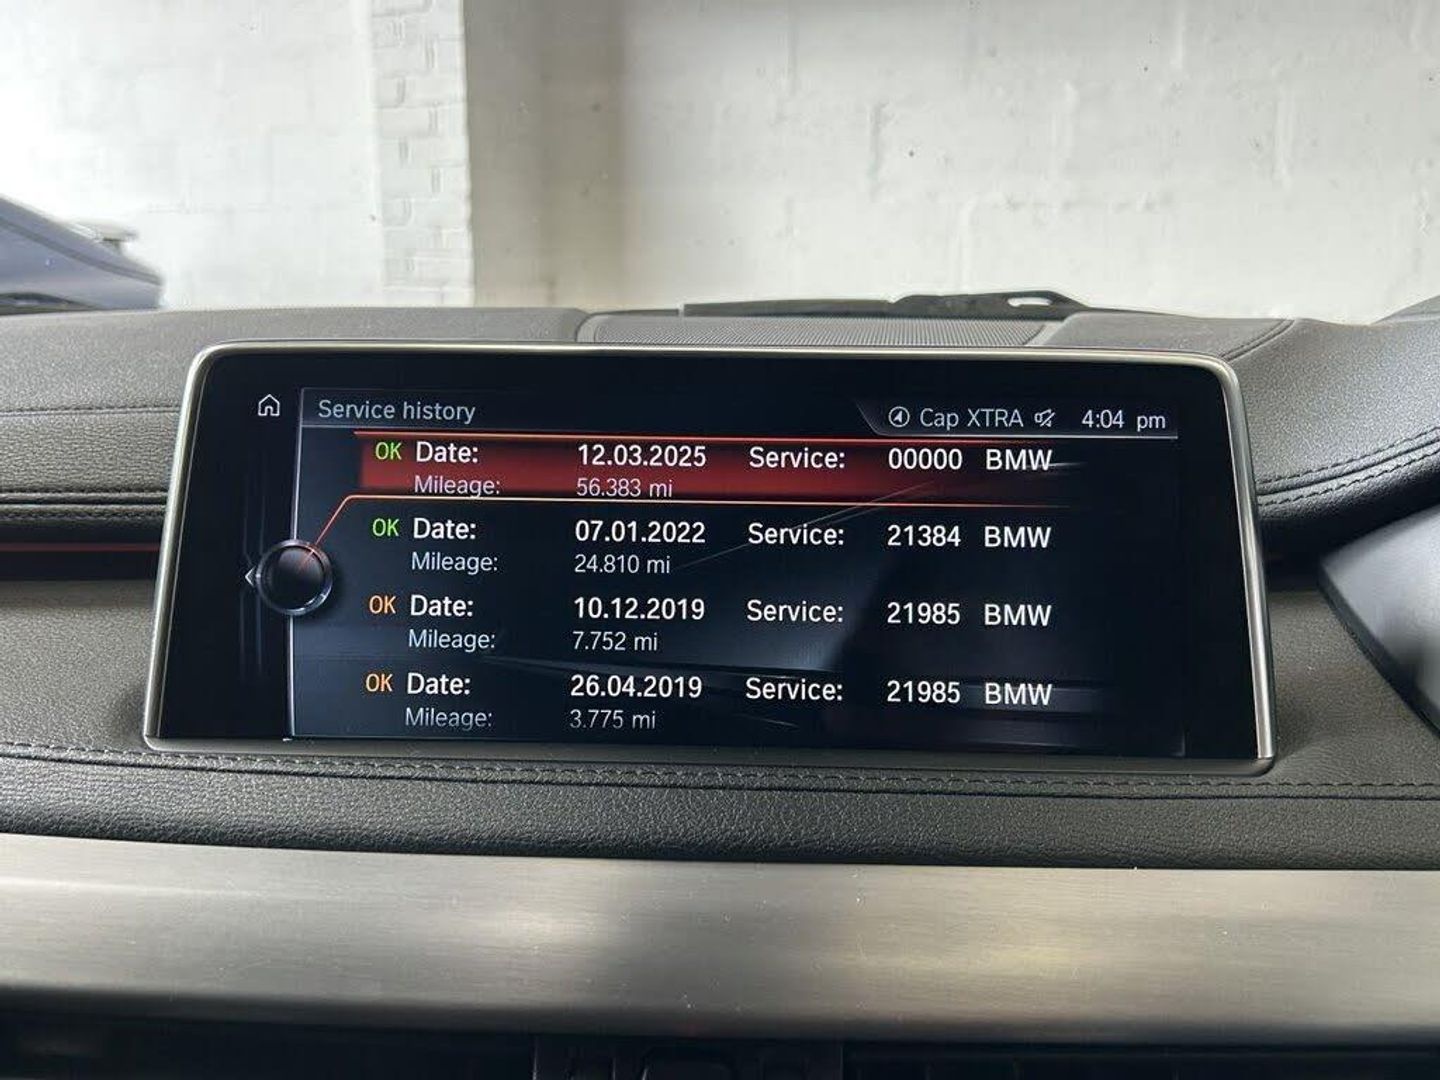 Service history Cap XTRA 4:04 pm
OK Date: 12.03.2025 Service: 00000 BMW
Mileage: 56.383 mi
OK Date: 07.01.2022 Service: 21384 BMW
Mileage: 24.810 mi
OK Date: 10.12.2019 Service: 21985 BMW
Mileage: 7.752 mi
OK Date: 26.04.2019 Service: 21985 BMW
Mileage: 3.775 mi